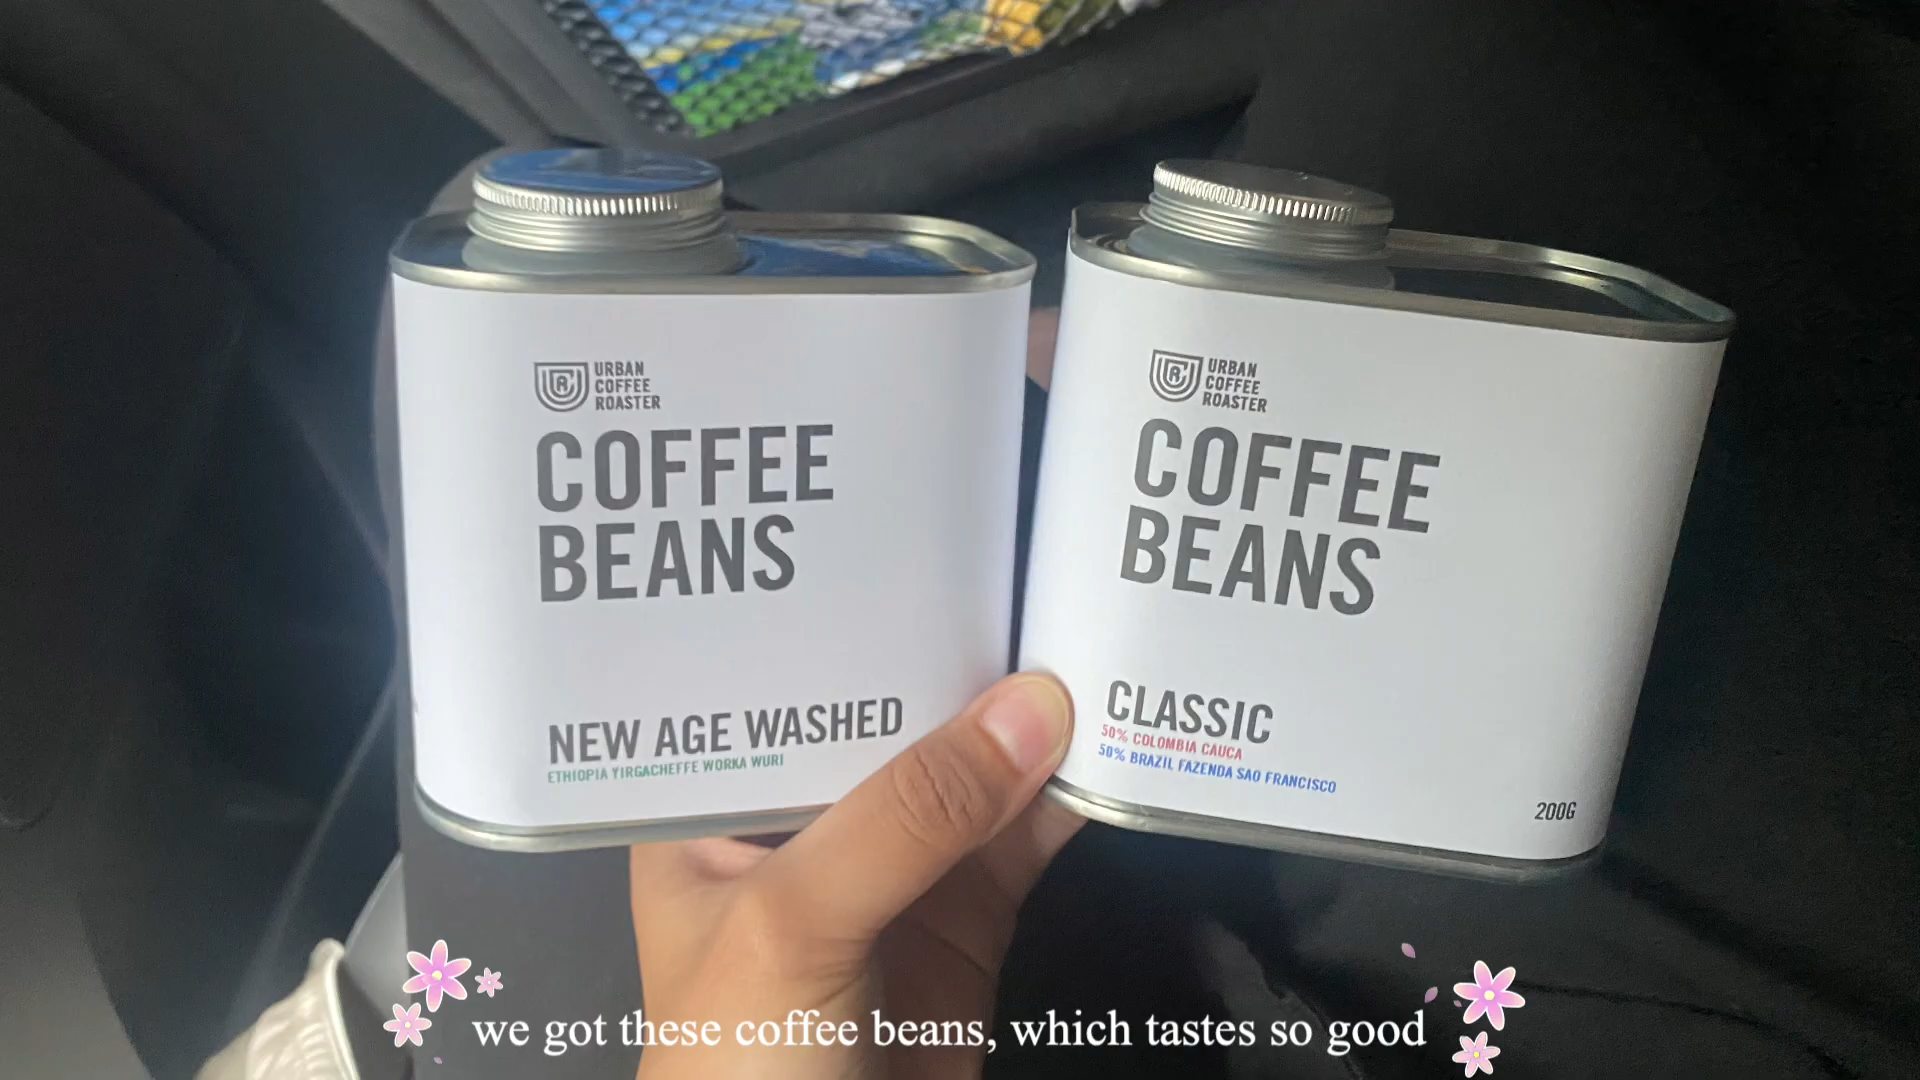 URBAN
COFFEE
ROASTER
COFFEE
BEANS
NEW AGE WASHED
ETHIOPIA YIRGACHEFFE WORKA WURI
URBAN
COFFEE
ROASTER
COFFEE
BEANS
CLASSIC
50% COLOMBIA CAUCA
50% BRAZIL FAZENDA SAO FRANCISCO
200G
we got these coffee beans, which tastes so good